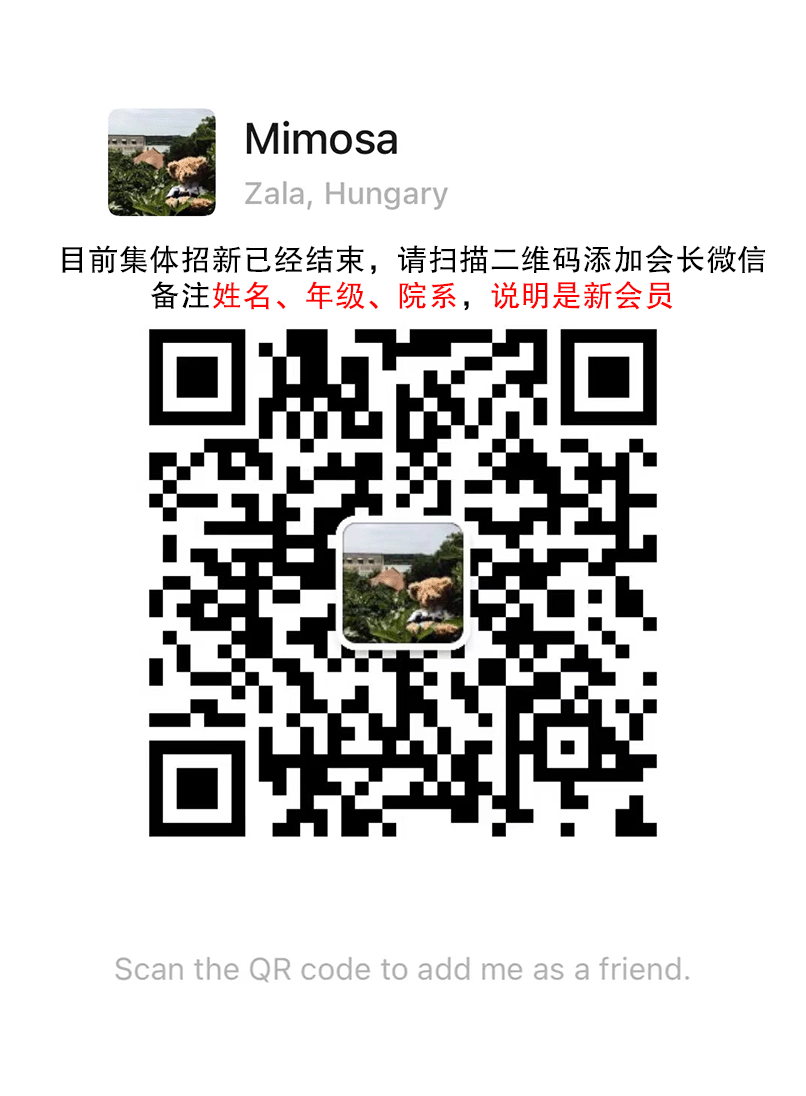 Mimosa
Zala, Hungary
目前集体招新已经结束，请扫描二维码添加会长微信
备注姓名、年级、院系，说明是新会员
Scan the QR code to add me as a friend.